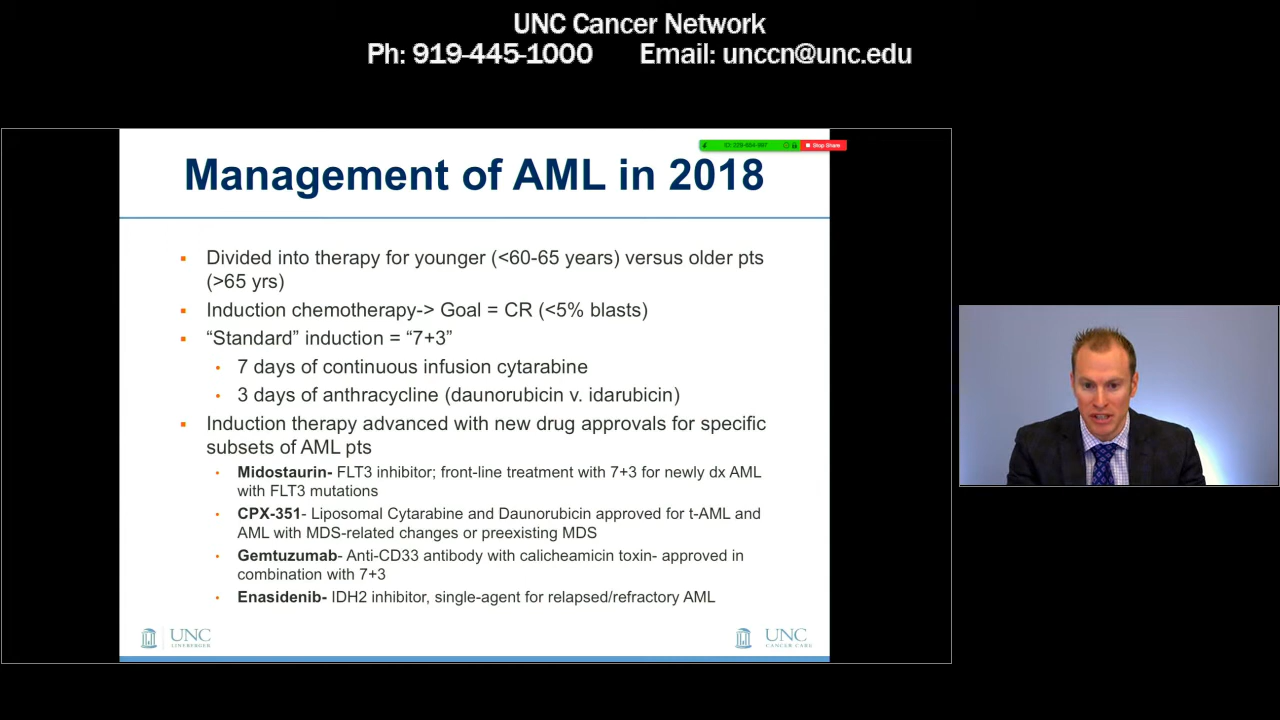 UNC Cancer Network
Ph: 919-445-1000 Email: unccn@unc.edu
Stop Share
Management of AML in 2018
Divided into therapy for younger (<60-65 years) versus older pts
(>65 yrs)
Induction chemotherapy-> Goal = CR (<5% blasts)
“Standard” induction = “7+3”
7 days of continuous infusion cytarabine
3 days of anthracycline (daunorubicin v. idarubicin)
Induction therapy advanced with new drug approvals for specific
subsets of AML pts
Midostaurin- FLT3 inhibitor; front-line treatment with 7+3 for newly dx AML
with FLT3 mutations
CPX-351- Liposomal Cytarabine and Daunorubicin approved for t-AML and
AML with MDS-related changes or preexisting MDS
Gemtuzumab- Anti-CD33 antibody with calicheamicin toxin- approved in
combination with 7+3
Enasidenib- IDH2 inhibitor, single-agent for relapsed/refractory AML
UNC
LINEBERGER
UNC
CANCER CARE